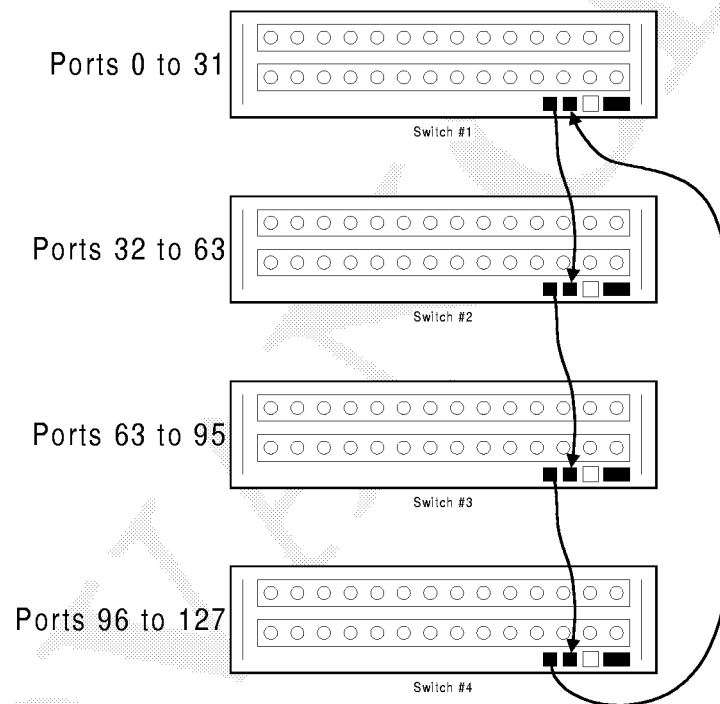 Ports 0 to 31
Switch #1
Ports 32 to 63
Switch #2
Ports 63 to 95
Switch #3
Ports 96 to 127
Switch #4